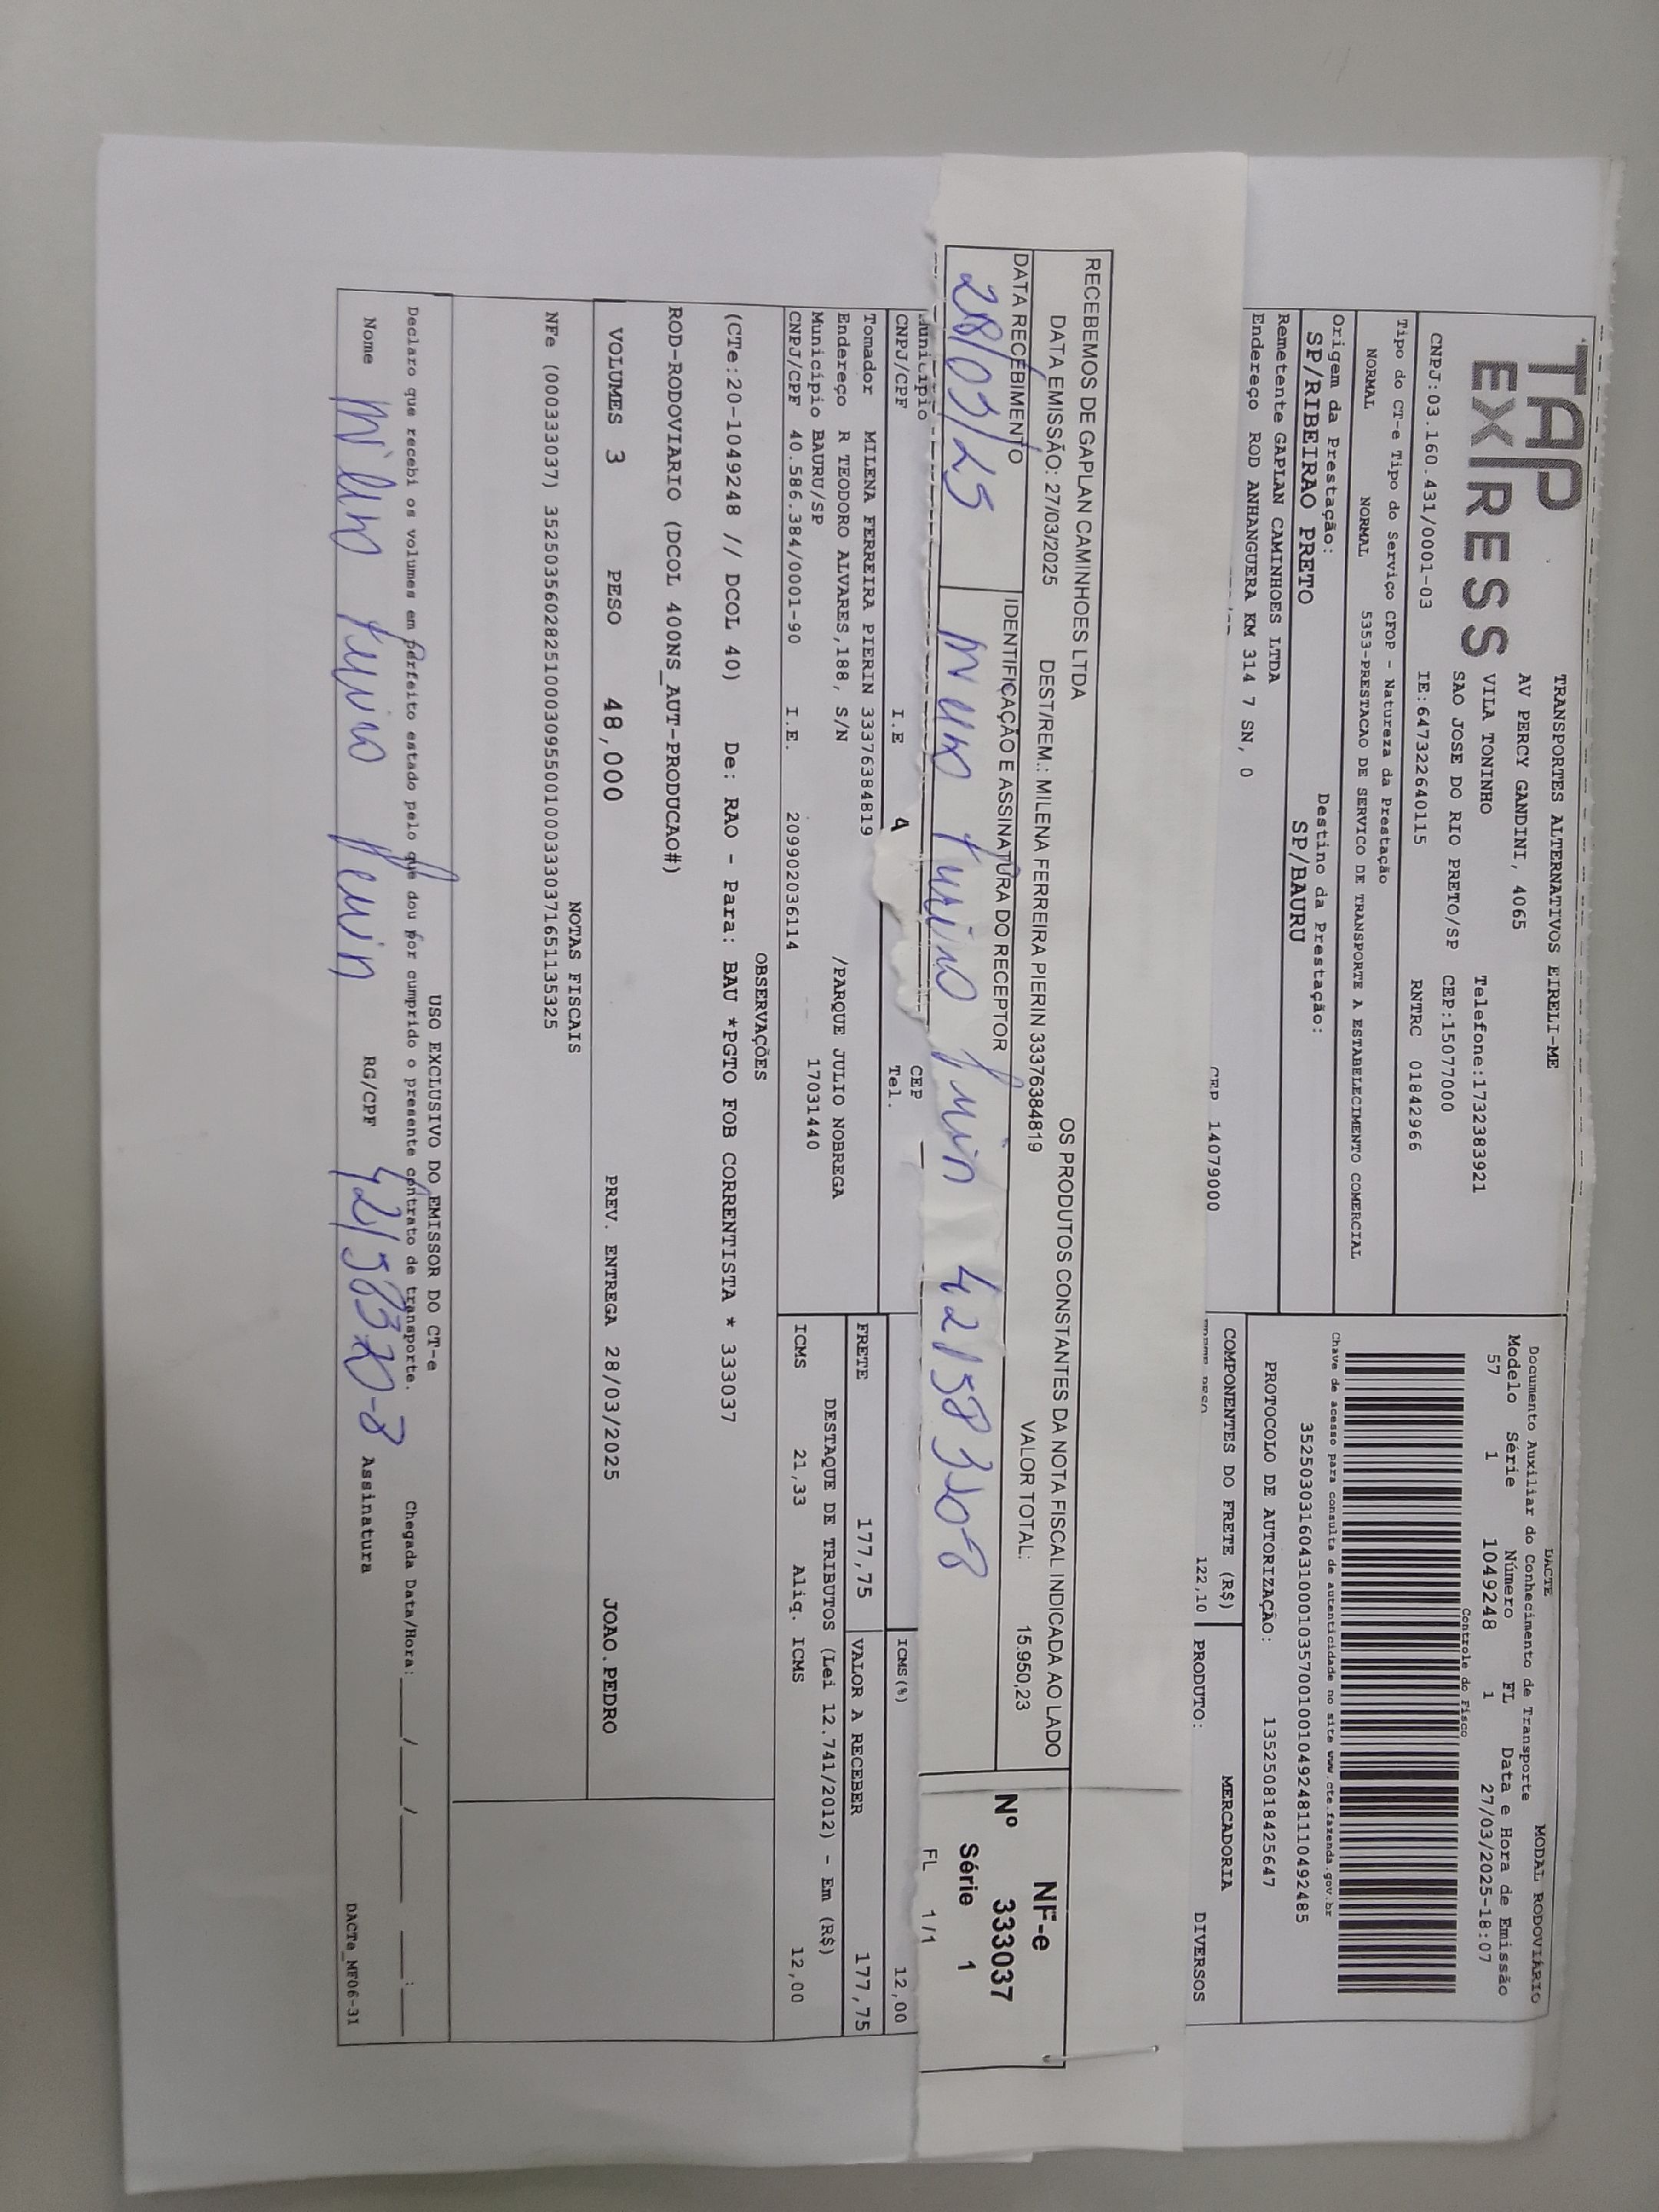 TAP
EXPRESS
TRANSPORTES ALTERNATIVOS EIRELI-ME
AV PERCY GANDINI, 4065
VILA TONINHO
Telefone:1732383921
SAO JOSE DO RIO PRETO/SP
CEP:15077000
CNPJ:03.160.431/0001-03
IE:647322640115
RNTRC 01842966
Tipo do CT-e Tipo do Serviço CFOP - Natureza da Prestação
NORMAL NORMAL 5353-PRESTACAO DE SERVICO DE TRANSPORTE A ESTABELECIMENTO COMERCIAL
Origem da Prestação:
SP/RIBEIRAO PRETO
Destino da Prestação:
SP/BAURU
Remetente GAPLAN CAMINHOES LTDA
Endereço ROD ANHANGUERA KM 314 7 SN, 0
CEP 14079000
DACTE
MODAL RODOVIÁRIO
Documento Auxiliar do Conhecimento de Transporte
Modelo Série Número FL Data e Hora de Emissão
57 1 1049248 1 27/03/2025-18:07
Controle do Fisco
Chave de acesso para consulta de autenticidade no site www.cte.fazenda.gov.br
35250303160431000103570010010492481110492485
PROTOCOLO DE AUTORIZAÇÃO: 135250818425647
COMPONENTES DO FRETE (R$)
MERCADORIA
FRETE PESO 122,10
PRODUTO: DIVERSOS
RECEBEMOS DE GAPLAN CAMINHOES LTDA
OS PRODUTOS CONSTANTES DA NOTA FISCAL INDICADA AO LADO
DATA EMISSÃO: 27/03/2025 DEST/REM.: MILENA FERREIRA PIERIN 33376384819 VALOR TOTAL: 15.950,23
DATA RECEBIMENTO
IDENTIFICAÇÃO E ASSINATURA DO RECEPTOR
28/03/25
42158320-8
NF-e
Nº 333037
Série 1
FL 1/1
Município
CEP
CNPJ/CPF
I.E
Tel.
ICMS(%)
12,00
Tomador MILENA FERREIRA PIERIN 33376384819
Endereço R TEODORO ALVARES,188, S/N
/PARQUE JULIO NOBREGA
Município BAURU/SP
17031440
CNPJ/CPF 40.586.384/0001-90 I.E. 209902036114
FRETE 177,75
VALOR A RECEBER 177,75
DESTAQUE DE TRIBUTOS (Lei 12.741/2012) - Em (R$)
ICMS 21,33 Aliq. ICMS 12,00
OBSERVAÇÕES
(CTe:20-1049248 // DCOL 40) De: RAO - Para: BAU *PGTO FOB CORRENTISTA * 333037
ROD-RODOVIARIO (DCOL 400NS_AUT-PRODUCAO#)
VOLUMES 3 PESO 48,000 PREV. ENTREGA 28/03/2025 JOAO.PEDRO
NOTAS FISCAIS
NFe (000333037) 35250356028251000309550010003330371651135325
USO EXCLUSIVO DO EMISSOR DO CT-e
Declaro que recebi os volumes em perfeito estado pelo que dou por cumprido o presente contrato de transporte.
Chegada Data/Hora: / / :
Nome RG/CPF 42158320-8 Assinatura
DACTe_MF06-31